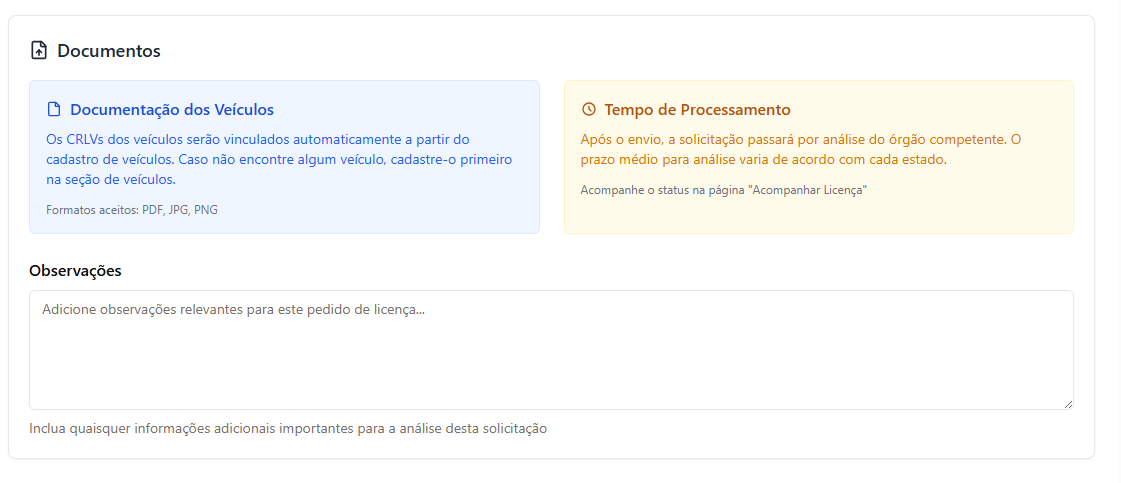 Documentos
Documentação dos Veículos
Os CRLVs dos veículos serão vinculados automaticamente a partir do
cadastro de veículos. Caso não encontre algum veículo, cadastre-o primeiro
na seção de veículos.
Formatos aceitos: PDF, JPG, PNG
Tempo de Processamento
Após o envio, a solicitação passará por análise do órgão competente. O
prazo médio para análise varia de acordo com cada estado.
Acompanhe o status na página "Acompanhar Licença"
Observações
Adicione observações relevantes para este pedido de licença...
Inclua quaisquer informações adicionais importantes para a análise desta solicitação